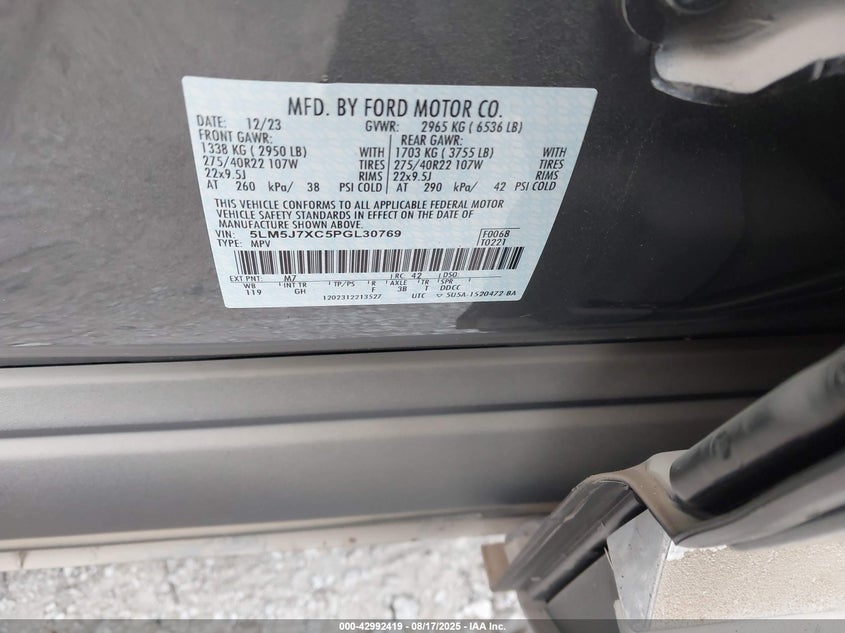 MFD. BY FORD MOTOR CO.
DATE: 12/23 GVWR: 2965 KG ( 6536 LB)
FRONT GAWR: REAR GAWR:
1338 KG ( 2950 LB) WITH 1703 KG ( 3755 LB) WITH
275/40R22 107W TIRES 275/40R22 107W TIRES
22x9.5J RIMS 22x9.5J RIMS
AT 260 kPa/ 38 PSI COLD AT 290 kPa/ 42 PSI COLD
THIS VEHICLE CONFORMS TO ALL APPLICABLE FEDERAL MOTOR
VEHICLE SAFETY STANDARDS IN EFFECT ON THE DATE OF
MANUFACTURE SHOWN ABOVE.
VIN: 5LM5J7XC5PGL30769 F0068
TYPE: MPV T0221
EXT PNT: M7 RC: 42 DSO:
WB INT TR TP/PS R AXLE TR SPR
119 GH F 3B T DDCC
1202312213527 UTC SU5A-1520472-BA
000-42992419 - 08/17/2025 - IAA Inc.